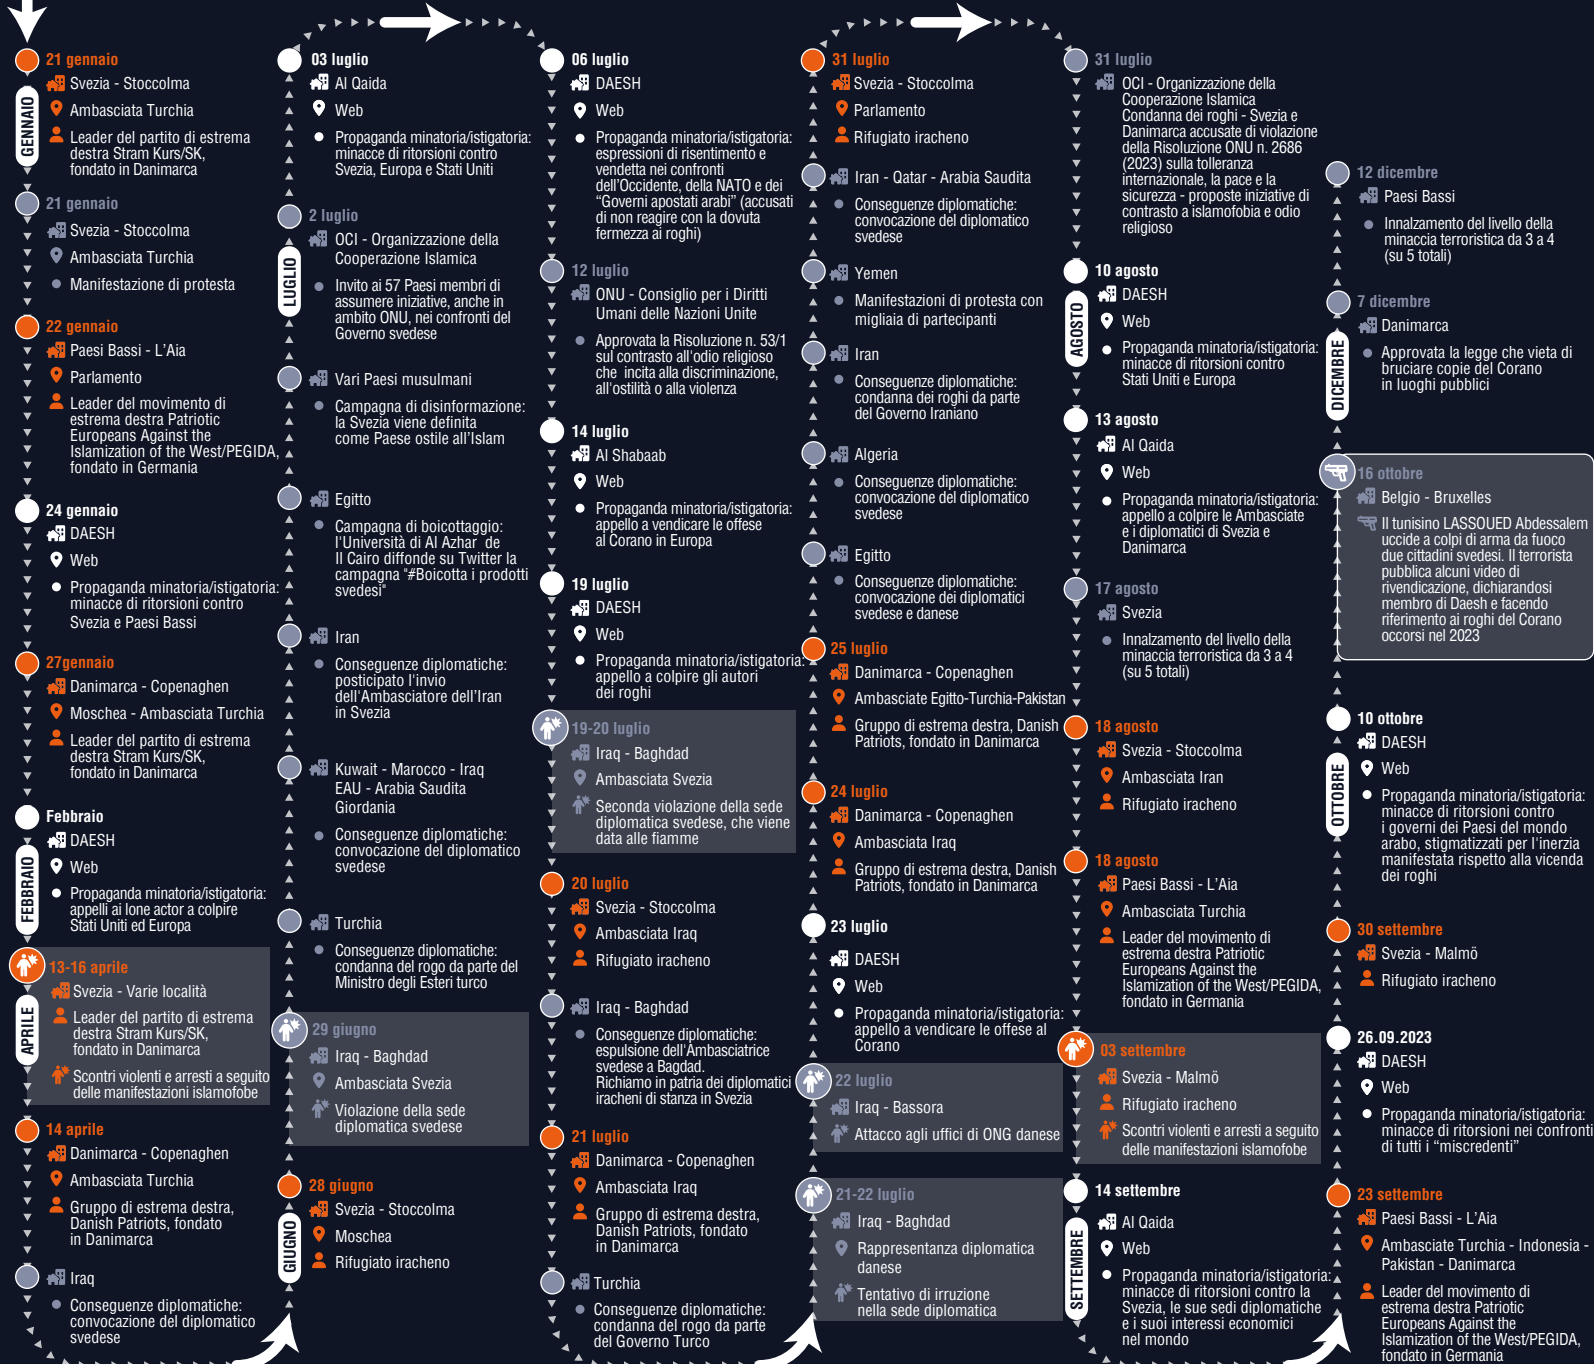 21 gennaio
Svezia - Stoccolma
Ambasciata Turchia
Leader del partito di estrema
destra Stram Kurs/SK,
fondato in Danimarca
GENNAIO
21 gennaio
Svezia - Stoccolma
Ambasciata Turchia
Manifestazione di protesta
22 gennaio
Paesi Bassi - L'Aia
Parlamento
Leader del movimento di
estrema destra Patriotic
Europeans Against the
Islamization of the West/PEGIDA,
fondato in Germania
24 gennaio
DAESH
Web
Propaganda minatoria/istigatoria:
minacce di ritorsioni contro
Svezia e Paesi Bassi
27gennaio
Danimarca - Copenaghen
Moschea - Ambasciata Turchia
Leader del partito di estrema
destra Stram Kurs/SK,
fondato in Danimarca
Febbraio
DAESH
Web
Propaganda minatoria/istigatoria:
appelli ai lone actor a colpire
Stati Uniti ed Europa
FEBBRAIO
13-16 aprile
Svezia - Varie località
Leader del partito di estrema
destra Stram Kurs/SK,
fondato in Danimarca
Scontri violenti e arresti a seguito
delle manifestazioni islamofobe
APRILE
14 aprile
Danimarca - Copenaghen
Ambasciata Turchia
Gruppo di estrema destra,
Danish Patriots, fondato
in Danimarca
Iraq
Conseguenze diplomatiche:
convocazione del diplomatico
svedese
03 luglio
Al Qaida
Web
Propaganda minatoria/istigatoria:
minacce di ritorsioni contro
Svezia, Europa e Stati Uniti
2 luglio
OCI - Organizzazione della
Cooperazione Islamica
Invito ai 57 Paesi membri di
assumere iniziative, anche in
ambito ONU, nei confronti del
Governo svedese
LUGLIO
Vari Paesi musulmani
Campagna di disinformazione:
la Svezia viene definita
come Paese ostile all'Islam
Egitto
Campagna di boicottaggio:
l'Università di Al Azhar de
Il Cairo diffonde su Twitter la
campagna "#Boicotta i prodotti
svedesi"
Iran
Conseguenze diplomatiche:
posticipato l'invio
dell'Ambasciatore dell'Iran
in Svezia
Kuwait - Marocco - Iraq
EAU - Arabia Saudita
Giordania
Conseguenze diplomatiche:
convocazione del diplomatico
svedese
Turchia
Conseguenze diplomatiche:
condanna del rogo da parte del
Ministro degli Esteri turco
29 giugno
Iraq - Baghdad
Ambasciata Svezia
Violazione della sede
diplomatica svedese
28 giugno
Svezia - Stoccolma
Moschea
Rifugiato iracheno
GIUGNO
06 luglio
DAESH
Web
Propaganda minatoria/istigatoria:
espressioni di risentimento e
vendetta nei confronti
dell'Occidente, della NATO e dei
“Governi apostati arabi” (accusati
di non reagire con la dovuta
fermezza ai roghi)
12 luglio
ONU - Consiglio per i Diritti
Umani delle Nazioni Unite
Approvata la Risoluzione n. 53/1
sul contrasto all'odio religioso
che incita alla discriminazione,
all'ostilità o alla violenza
14 luglio
Al Shabaab
Web
Propaganda minatoria/istigatoria:
appello a vendicare le offese
al Corano in Europa
19 luglio
DAESH
Web
Propaganda minatoria/istigatoria:
appello a colpire gli autori
dei roghi
19-20 luglio
Iraq - Baghdad
Ambasciata Svezia
Seconda violazione della sede
diplomatica svedese, che viene
data alle fiamme
20 luglio
Svezia - Stoccolma
Ambasciata Iraq
Rifugiato iracheno
Iraq - Baghdad
Conseguenze diplomatiche:
espulsione dell'Ambasciatrice
svedese a Bagdad.
Richiamo in patria dei diplomatici
iracheni di stanza in Svezia
21 luglio
Danimarca - Copenaghen
Ambasciata Iraq
Gruppo di estrema destra,
Danish Patriots, fondato
in Danimarca
Turchia
Conseguenze diplomatiche:
condanna del rogo da parte
del Governo Turco
31 luglio
Svezia - Stoccolma
Parlamento
Rifugiato iracheno
Iran - Qatar - Arabia Saudita
Conseguenze diplomatiche:
convocazione del diplomatico
svedese
Yemen
Manifestazioni di protesta con
migliaia di partecipanti
Iran
Conseguenze diplomatiche:
condanna dei roghi da parte
del Governo Iraniano
Algeria
Conseguenze diplomatiche:
convocazione del diplomatico
svedese
Egitto
Conseguenze diplomatiche:
convocazione dei diplomatici
svedese e danese
25 luglio
Danimarca - Copenaghen
Ambasciate Egitto-Turchia-Pakistan
Gruppo di estrema destra, Danish
Patriots, fondato in Danimarca
24 luglio
Danimarca - Copenaghen
Ambasciata Iraq
Gruppo di estrema destra, Danish
Patriots, fondato in Danimarca
23 luglio
DAESH
Web
Propaganda minatoria/istigatoria:
appello a vendicare le offese al
Corano
22 luglio
Iraq - Bassora
Attacco agli uffici di ONG danese
21-22 luglio
Iraq - Baghdad
Rappresentanza diplomatica
danese
Tentativo di irruzione
nella sede diplomatica
31 luglio
OCI - Organizzazione della
Cooperazione Islamica
Condanna dei roghi - Svezia e
Danimarca accusate di violazione
della Risoluzione ONU n. 2686
(2023) sulla tolleranza
internazionale, la pace e la
sicurezza - proposte iniziative di
contrasto a islamofobia e odio
religioso
10 agosto
DAESH
Web
Propaganda minatoria/istigatoria:
minacce di ritorsioni contro
Stati Uniti e Europa
AGOSTO
13 agosto
Al Qaida
Web
Propaganda minatoria/istigatoria:
appello a colpire le Ambasciate
e i diplomatici di Svezia e
Danimarca
17 agosto
Svezia
Innalzamento del livello della
minaccia terroristica da 3 a 4
(su 5 totali)
18 agosto
Svezia - Stoccolma
Ambasciata Iran
Rifugiato iracheno
18 agosto
Paesi Bassi - L'Aia
Ambasciata Turchia
Leader del movimento di
estrema destra Patriotic
Europeans Against the
Islamization of the West/PEGIDA,
fondato in Germania
03 settembre
Svezia - Malmö
Rifugiato iracheno
Scontri violenti e arresti a seguito
delle manifestazioni islamofobe
14 settembre
Al Qaida
Web
Propaganda minatoria/istigatoria:
minacce di ritorsioni contro la
Svezia, le sue sedi diplomatiche
e i suoi interessi economici
nel mondo
SETTEMBRE
12 dicembre
Paesi Bassi
Innalzamento del livello della
minaccia terroristica da 3 a 4
(su 5 totali)
7 dicembre
Danimarca
Approvata la legge che vieta di
bruciare copie del Corano
in luoghi pubblici
DICEMBRE
16 ottobre
Belgio - Bruxelles
Il tunisino LASSOUED Abdessalem
uccide a colpi di arma da fuoco
due cittadini svedesi. Il terrorista
pubblica alcuni video di
rivendicazione, dichiarandosi
membro di Daesh e facendo
riferimento ai roghi del Corano
occorsi nel 2023
10 ottobre
DAESH
Web
Propaganda minatoria/istigatoria:
minacce di ritorsioni contro
i governi dei Paesi del mondo
arabo, stigmatizzati per l'inerzia
manifestata rispetto alla vicenda
dei roghi
OTTOBRE
30 settembre
Svezia - Malmö
Rifugiato iracheno
26.09.2023
DAESH
Web
Propaganda minatoria/istigatoria:
minacce di ritorsioni nei confronti
di tutti i “miscredenti”
23 settembre
Paesi Bassi - L'Aia
Ambasciate Turchia - Indonesia -
Pakistan - Danimarca
Leader del movimento di
estrema destra Patriotic
Europeans Against the
Islamization of the West/PEGIDA,
fondato in Germania